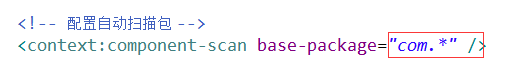 <!-- 配置自动扫描包 -->
<context:component-scan base-package="com.*" />